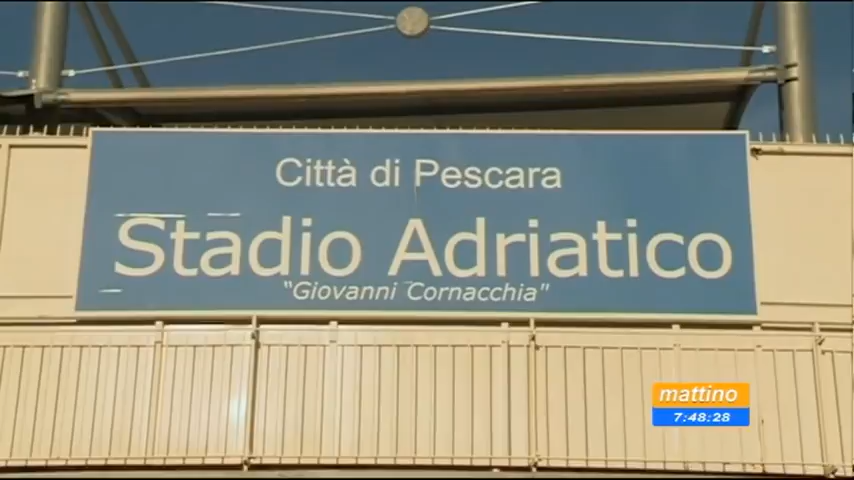 Città di Pescara
Stadio Adriatico
"Giovanni Cornacchia"
mattino
7:48:28